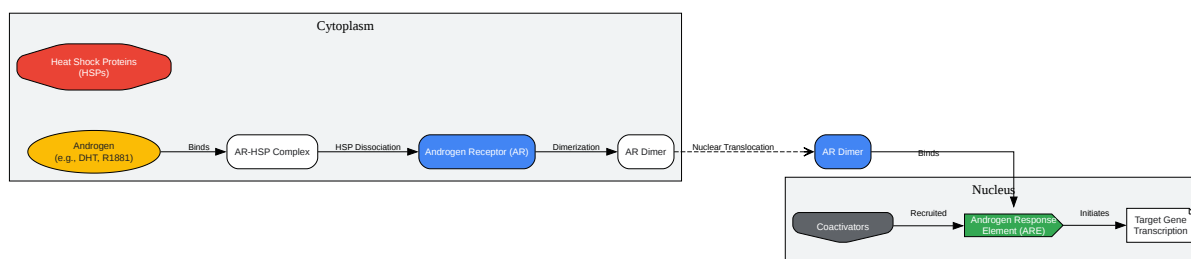 Cytoplasm
Heat Shock Proteins
(HSPs)
Androgen
(e.g., DHT, R1881)
Binds
AR-HSP Complex
HSP Dissociation
Androgen Receptor (AR)
Dimerization
AR Dimer
Nuclear Translocation
AR Dimer
Binds
Nucleus
Coactivators
Recruited
Androgen Response
Element (ARE)
Initiates
Target Gene
Transcription